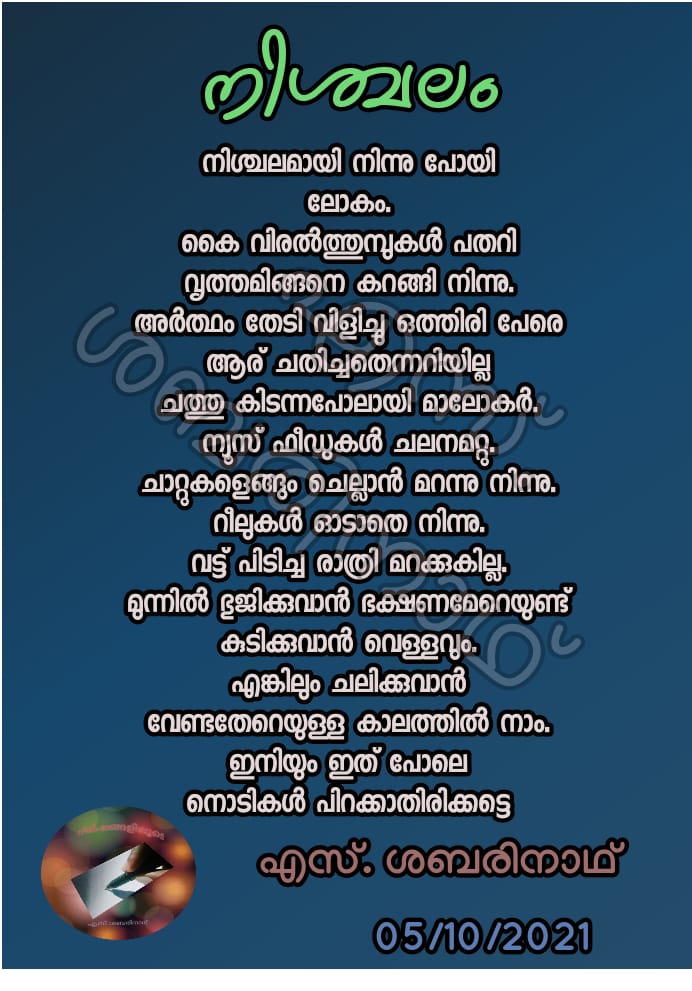 നിശ്ചലം
നിശ്ചലമായി നിന്നു പോയി
ലോകം.
കൈ വിരൽത്തുമ്പുകൾ പതറി
വൃത്തമിങ്ങനെ കറങ്ങി നിന്നു.
അർത്ഥം തേടി വിളിച്ചു ഒത്തിരി പേരെ
ആര് ചതിച്ചതെന്നറിയില്ല
ചത്തു കിടന്നപോലായി മാലോകർ.
ന്യൂസ് ഫീഡുകൾ ചലനമറ്റു.
ചാറ്റുകളെങ്ങും ചെല്ലാൻ മറന്നു നിന്നു.
റീലുകൾ ഓടാതെ നിന്നു.
വട്ട് പിടിച്ച രാത്രി മറക്കുകില്ല.
മുന്നിൽ ഭുജിക്കുവാൻ ഭക്ഷണമേറെയുണ്ട്
കുടിക്കുവാൻ വെള്ളവും.
എങ്കിലും ചലിക്കുവാൻ
വേണ്ടതേറെയുള്ള കാലത്തിൽ നാം.
ഇനിയും ഇത് പോലെ
നൊടികൾ പിറക്കാതിരിക്കട്ടെ
എസ്. ശബരിനാഥ്
05/10/2021
എസ് ശബരിനാഥ്